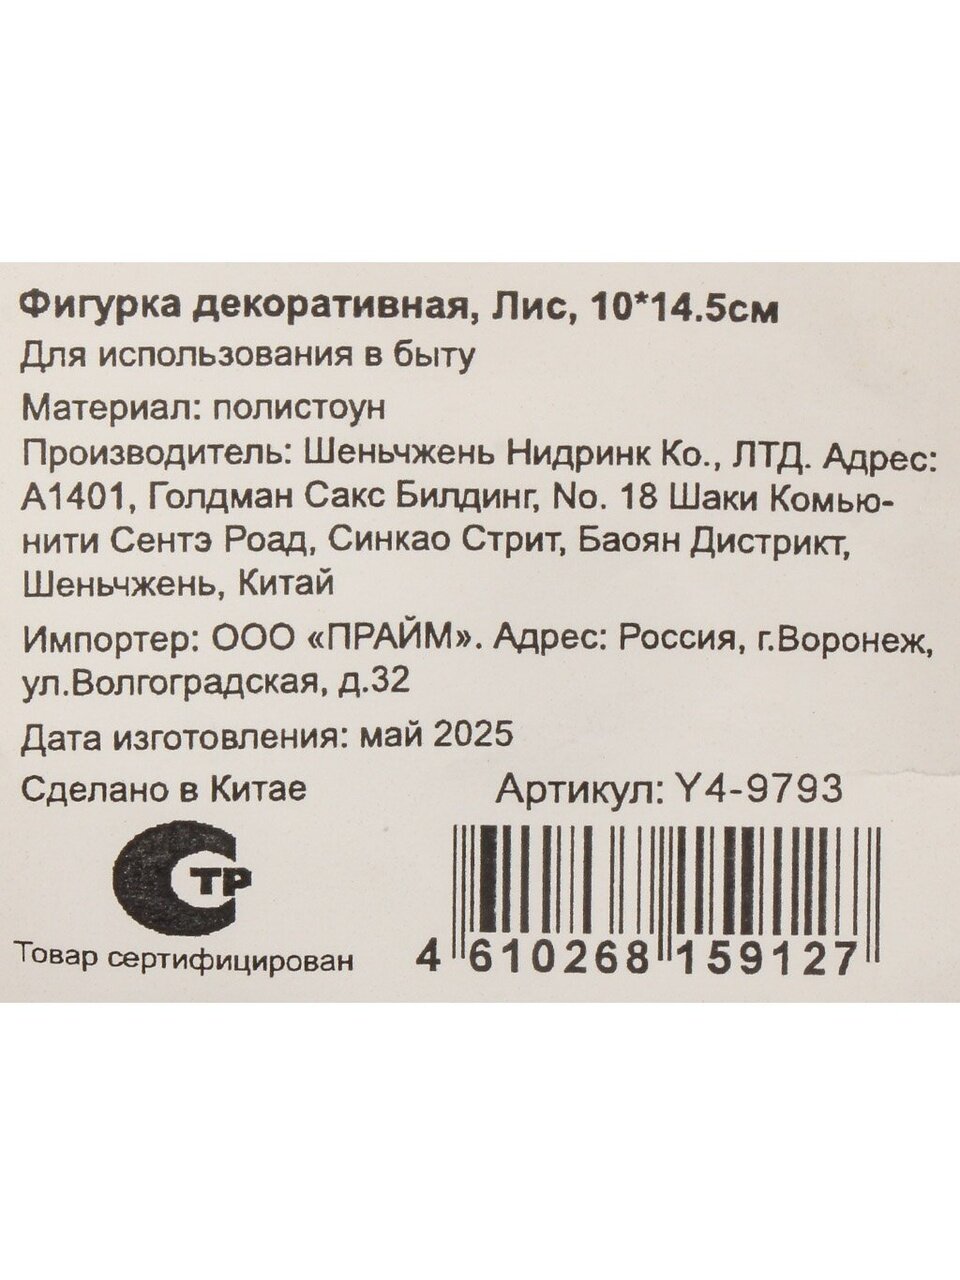 Фигурка декоративная, Лис, 10*14.5см
Для использования в быту
Материал: полистоун
Производитель: Шеньчжень Нидринк Ко., ЛТД. Адрес:
А1401, Голдман Сакс Билдинг, No. 18 Шаки Комью-
нити Сентэ Роад, Синкао Стрит, Баоян Дистрикт,
Шеньчжень, Китай
Импортер: ООО «ПРАЙМ». Адрес: Россия, г.Воронеж,
ул.Волгоградская, д.32
Дата изготовления: май 2025
Сделано в Китае
Артикул: Y4-9793
ТР
Товар сертифицирован
4 610268 159127